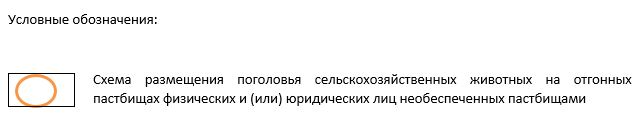 Условные обозначения:
Схема размещения поголовья сельскохозяйственных животных на отгонных
пастбищах физических и (или) юридических лиц необеспеченных пастбищами